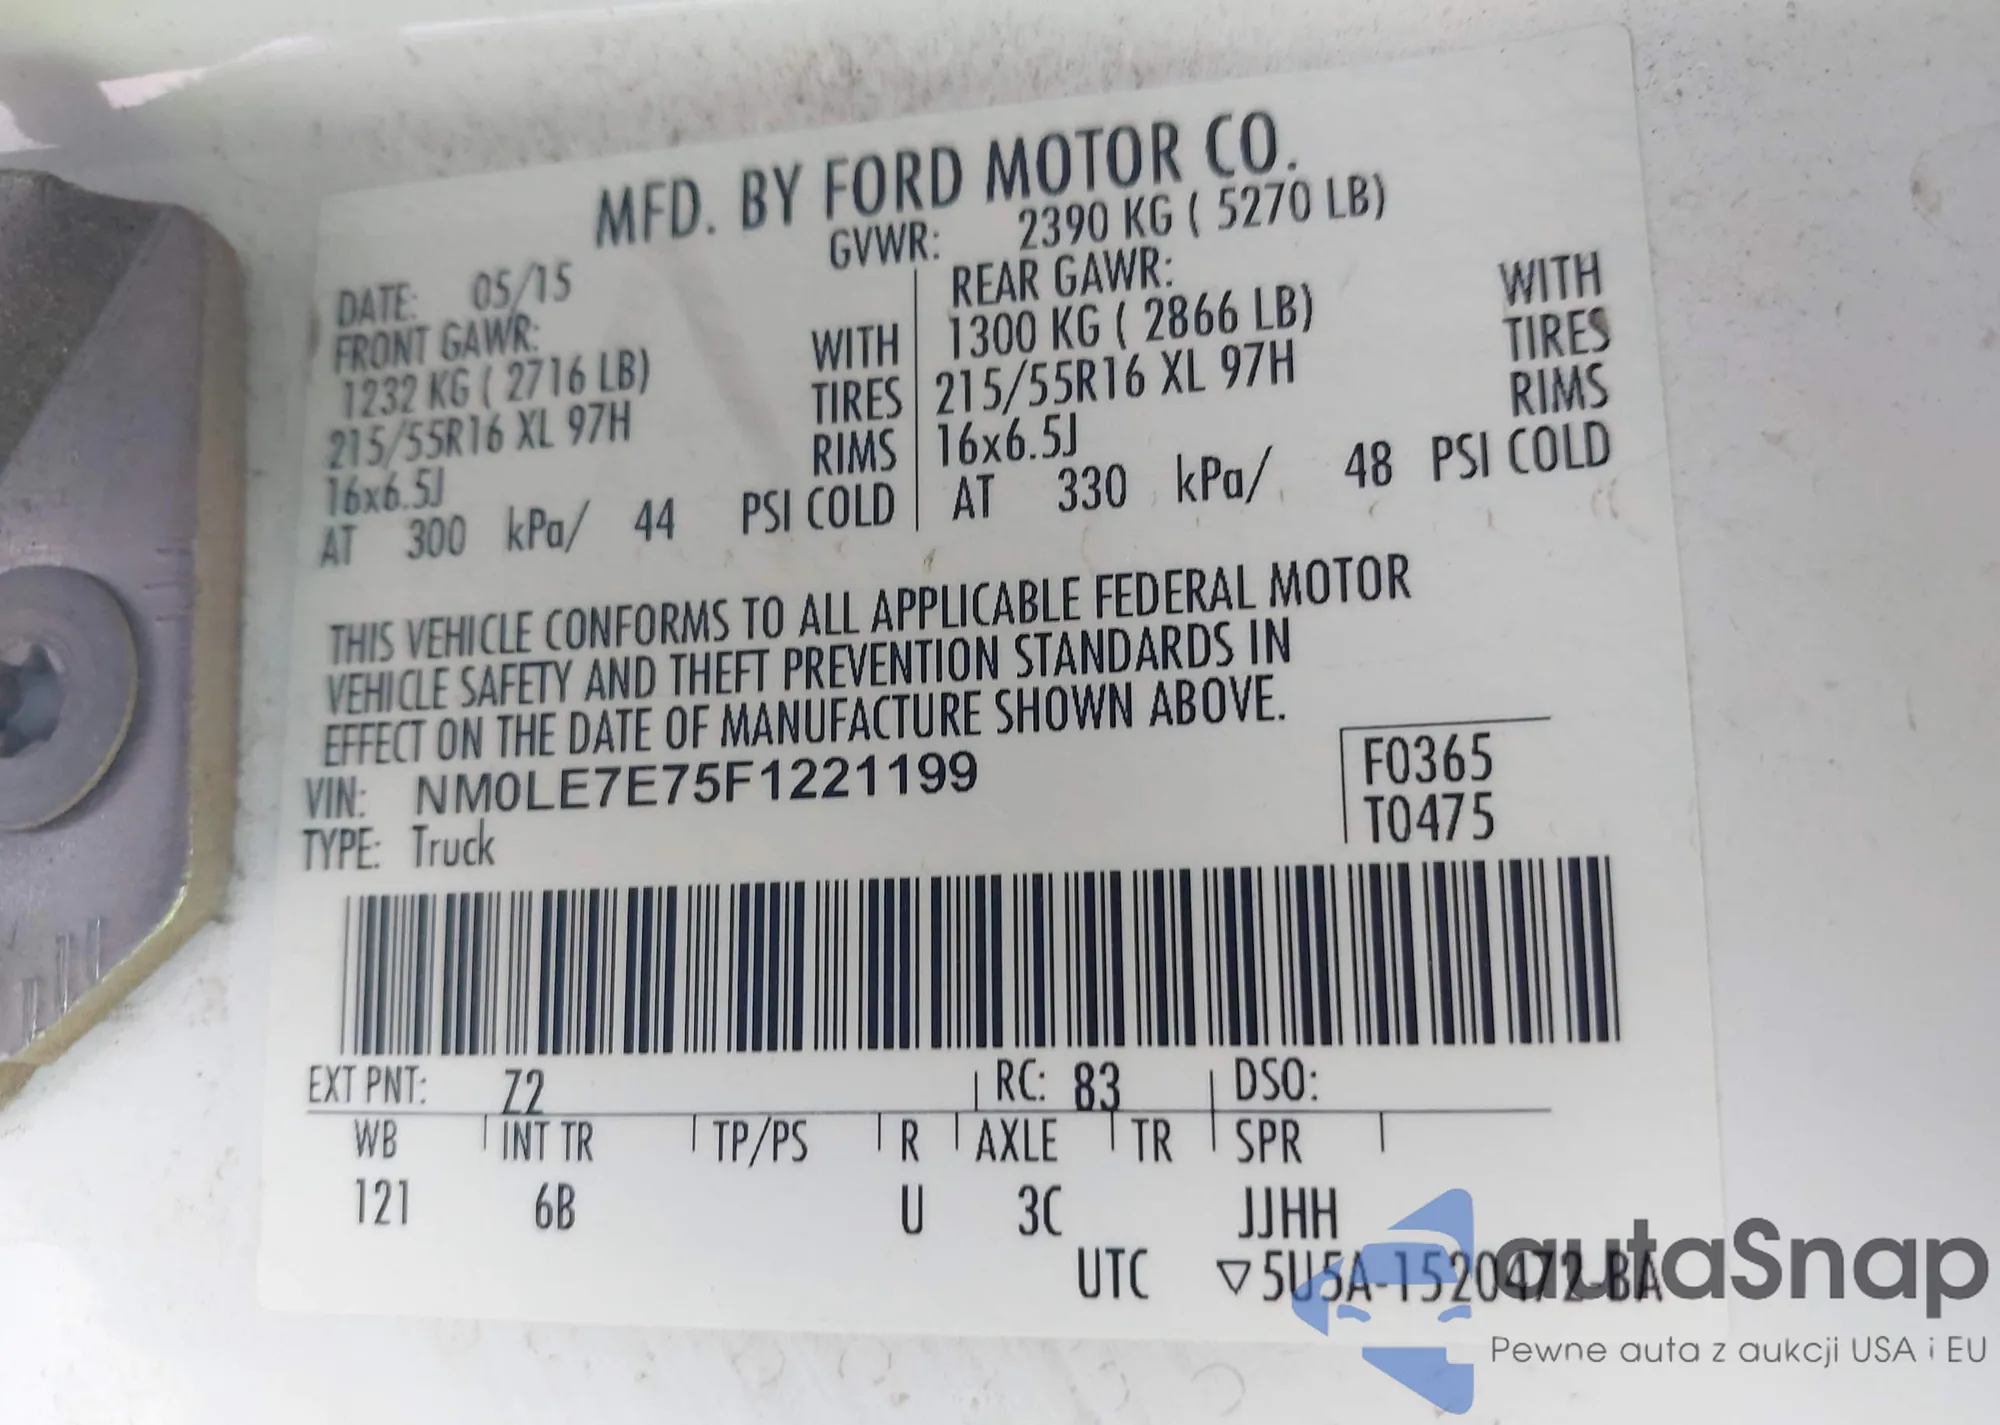 MFD. BY FORD MOTOR CO.
DATE: 05/15 GVWR: 2390 KG ( 5270 LB)
FRONT GAWR: REAR GAWR:
1232 KG ( 2716 LB) WITH 1300 KG ( 2866 LB) WITH
215/55R16 XL 97H TIRES 215/55R16 XL 97H TIRES
16x6.5J RIMS 16x6.5J RIMS
AT 300 kPa/ 44 PSI COLD AT 330 kPa/ 48 PSI COLD
THIS VEHICLE CONFORMS TO ALL APPLICABLE FEDERAL MOTOR
VEHICLE SAFETY AND THEFT PREVENTION STANDARDS IN
EFFECT ON THE DATE OF MANUFACTURE SHOWN ABOVE.
VIN: NM0LE7E75F1221199 F0365
TYPE: Truck T0475
EXT PNT: Z2 RC: 83 DSO:
WB INT TR TP/PS R AXLE TR SPR
121 6B U 3C JJHH
UTC ▽5U5A-1520472-BA
autaSnap
Pewne auta z aukcji USA i EU